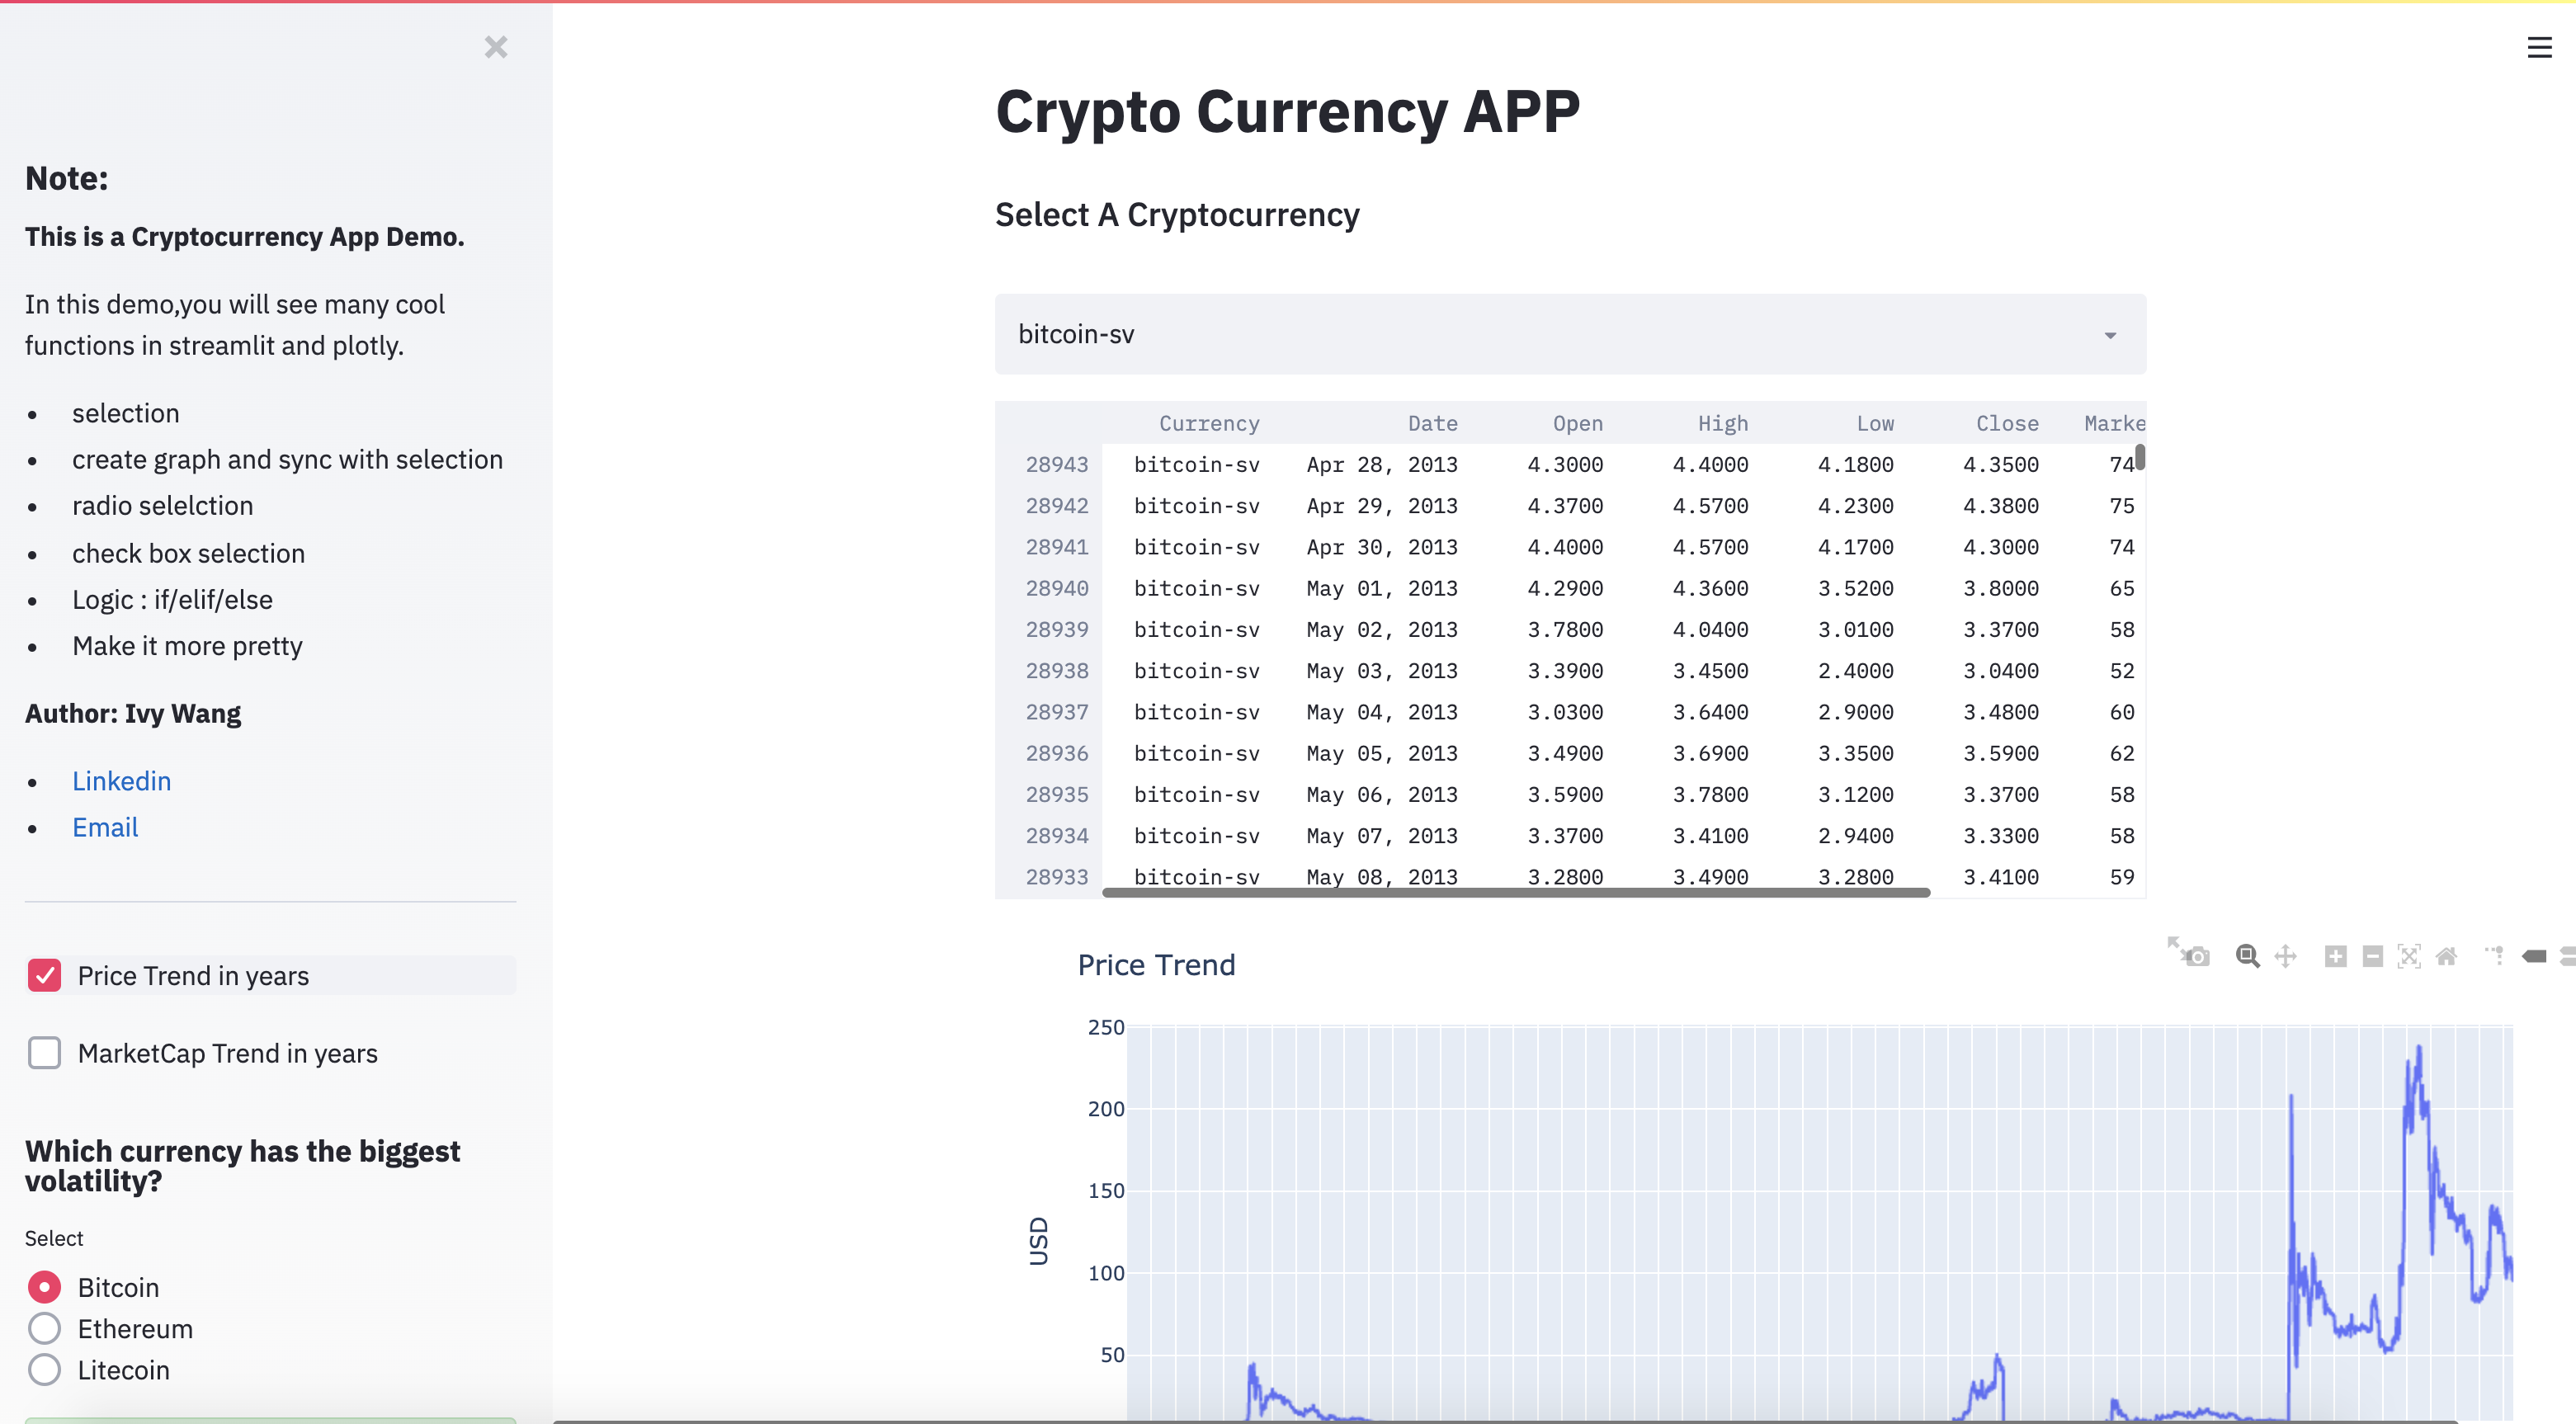 Note:
This is a Cryptocurrency App Demo.
In this demo,you will see many cool
functions in streamlit and plotly.
selection
create graph and sync with selection
radio selelction
check box selection
Logic : if/elif/else
Make it more pretty
Author: Ivy Wang
Linkedin
Email
Price Trend in years
MarketCap Trend in years
Which currency has the biggest
volatility?
Select
Bitcoin
Ethereum
Litecoin
Crypto Currency APP
Select A Cryptocurrency
bitcoin-sv
Currency Date Open High Low Close Marke
28943 bitcoin-sv Apr 28, 2013 4.3000 4.4000 4.1800 4.3500 74
28942 bitcoin-sv Apr 29, 2013 4.3700 4.5700 4.2300 4.3800 75
28941 bitcoin-sv Apr 30, 2013 4.4000 4.5700 4.1700 4.3000 74
28940 bitcoin-sv May 01, 2013 4.2900 4.3600 3.5200 3.8000 65
28939 bitcoin-sv May 02, 2013 3.7800 4.0400 3.0100 3.3700 58
28938 bitcoin-sv May 03, 2013 3.3900 3.4500 2.4000 3.0400 52
28937 bitcoin-sv May 04, 2013 3.0300 3.6400 2.9000 3.4800 60
28936 bitcoin-sv May 05, 2013 3.4900 3.6900 3.3500 3.5900 62
28935 bitcoin-sv May 06, 2013 3.5900 3.7800 3.1200 3.3700 58
28934 bitcoin-sv May 07, 2013 3.3700 3.4100 2.9400 3.3300 58
28933 bitcoin-sv May 08, 2013 3.2800 3.4900 3.2800 3.4100 59
Price Trend
250
200
150
100
50
USD